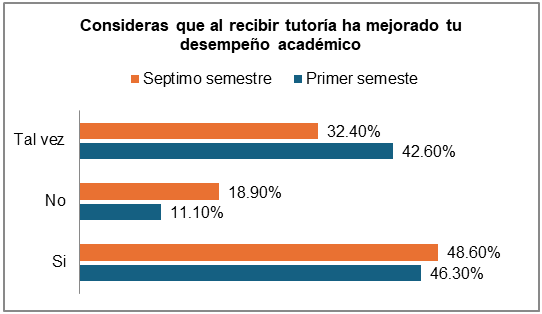 Consideras que al recibir tutoría ha mejorado tu
desempeño académico
Septimo semestre Primer semeste
Tal vez
32.40%
42.60%
No
18.90%
11.10%
Si
48.60%
46.30%